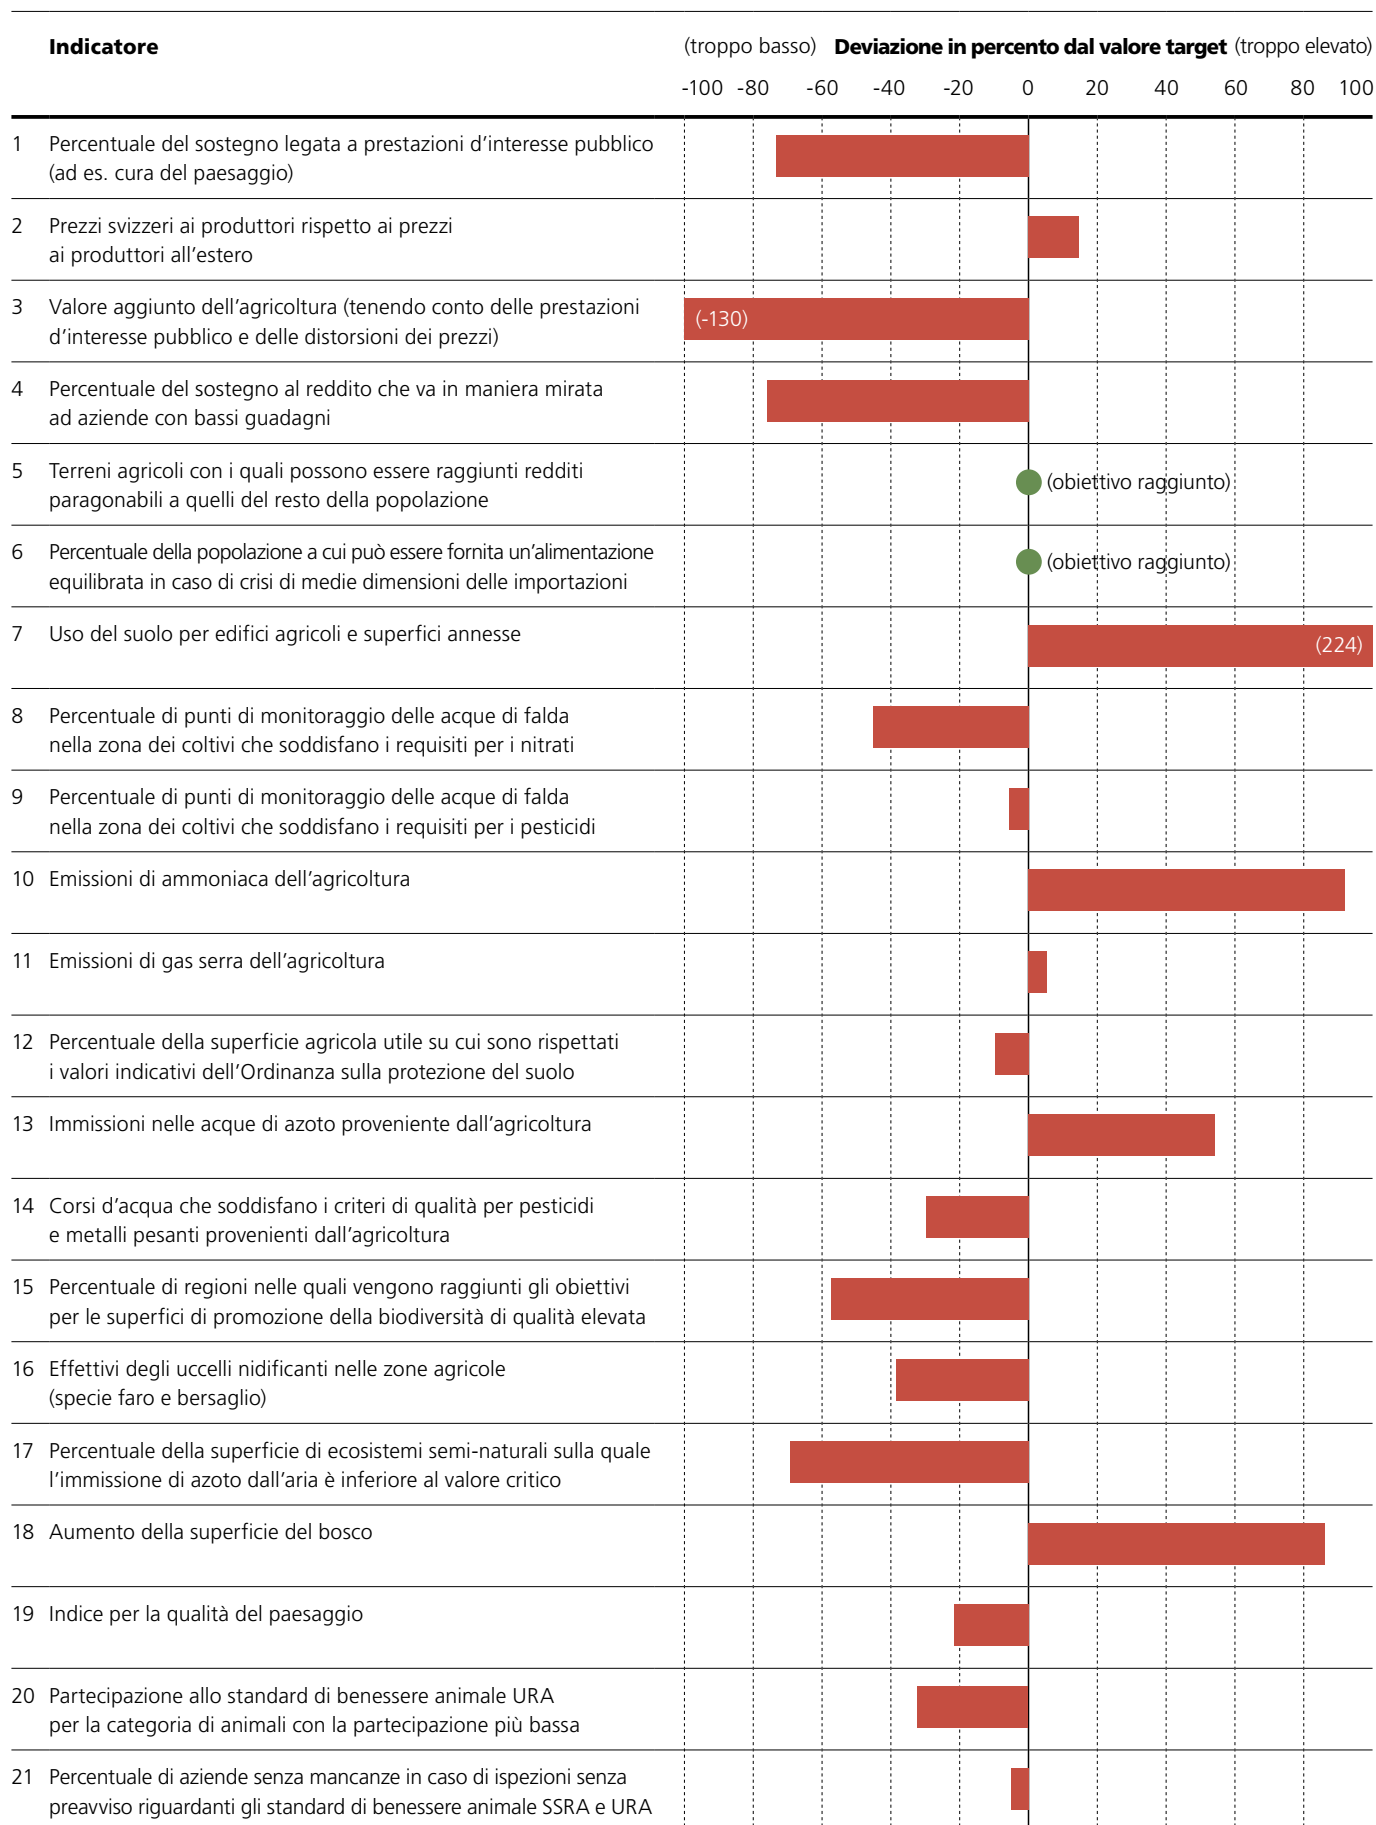 Indicatore (troppo basso) Deviazione in percento dal valore target (troppo elevato)
-100 -80 -60 -40 -20 0 20 40 60 80 100
1 Percentuale del sostegno legata a prestazioni d’interesse pubblico
(ad es. cura del paesaggio)
2 Prezzi svizzeri ai produttori rispetto ai prezzi
ai produttori all’estero
3 Valore aggiunto dell’agricoltura (tenendo conto delle prestazioni
d’interesse pubblico e delle distorsioni dei prezzi)
(-130)
4 Percentuale del sostegno al reddito che va in maniera mirata
ad aziende con bassi guadagni
5 Terreni agricoli con i quali possono essere raggiunti redditi
paragonabili a quelli del resto della popolazione
(obiettivo raggiunto)
6 Percentuale della popolazione a cui può essere fornita un’alimentazione
equilibrata in caso di crisi di medie dimensioni delle importazioni
(obiettivo raggiunto)
7 Uso del suolo per edifici agricoli e superfici annesse
(224)
8 Percentuale di punti di monitoraggio delle acque di falda
nella zona dei coltivi che soddisfano i requisiti per i nitrati
9 Percentuale di punti di monitoraggio delle acque di falda
nella zona dei coltivi che soddisfano i requisiti per i pesticidi
10 Emissioni di ammoniaca dell’agricoltura
11 Emissioni di gas serra dell’agricoltura
12 Percentuale della superficie agricola utile su cui sono rispettati
i valori indicativi dell’Ordinanza sulla protezione del suolo
13 Immissioni nelle acque di azoto proveniente dall’agricoltura
14 Corsi d’acqua che soddisfano i criteri di qualità per pesticidi
e metalli pesanti provenienti dall’agricoltura
15 Percentuale di regioni nelle quali vengono raggiunti gli obiettivi
per le superfici di promozione della biodiversità di qualità elevata
16 Effettivi degli uccelli nidificanti nelle zone agricole
(specie faro e bersaglio)
17 Percentuale della superficie di ecosistemi semi-naturali sulla quale
l’immissione di azoto dall’aria è inferiore al valore critico
18 Aumento della superficie del bosco
19 Indice per la qualità del paesaggio
20 Partecipazione allo standard di benessere animale URA
per la categoria di animali con la partecipazione più bassa
21 Percentuale di aziende senza mancanze in caso di ispezioni senza
preavviso riguardanti gli standard di benessere animale SSRA e URA